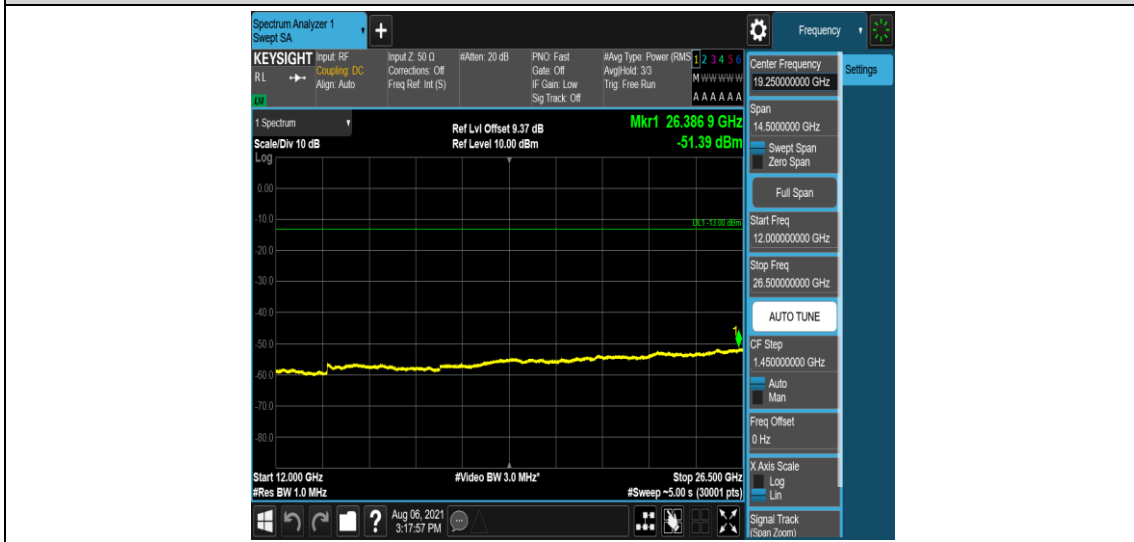 Spectrum Analyzer 1
Swept SA
+
Frequency
KEYSIGHT
RL
Input: RF
Coupling: DC
Align: Auto
Input Z: 50 Ω
Corrections: Off
Freq Ref: Int (S)
#Atten: 20 dB
PNO: Fast
Gate: Off
IF Gain: Low
Sig Track: Off
#Avg Type: Power (RMS
Avg|Hold: 3/3
Trig: Free Run
1 2 3 4 5 6
M W W W W W
A A A A A A
1 Spectrum
Scale/Div 10 dB
Log
Ref Lvl Offset 9.37 dB
Ref Level 10.00 dBm
Mkr1 26.386 9 GHz
-51.39 dBm
0.00
-10.0
DL1 -13.00 dBm
-20.0
-30.0
-40.0
1
-50.0
-60.0
-70.0
-80.0
Start 12.000 GHz
#Res BW 1.0 MHz
#Video BW 3.0 MHz*
Stop 26.500 GHz
#Sweep ~5.00 s (30001 pts)
Aug 06, 2021
3:17:57 PM
Center Frequency
19.250000000 GHz
Settings
Span
14.5000000 GHz
Swept Span
Zero Span
Full Span
Start Freq
12.000000000 GHz
Stop Freq
26.500000000 GHz
AUTO TUNE
CF Step
1.450000000 GHz
Auto
Man
Freq Offset
0 Hz
X Axis Scale
Log
Lin
Signal Track
(Span Zoom)